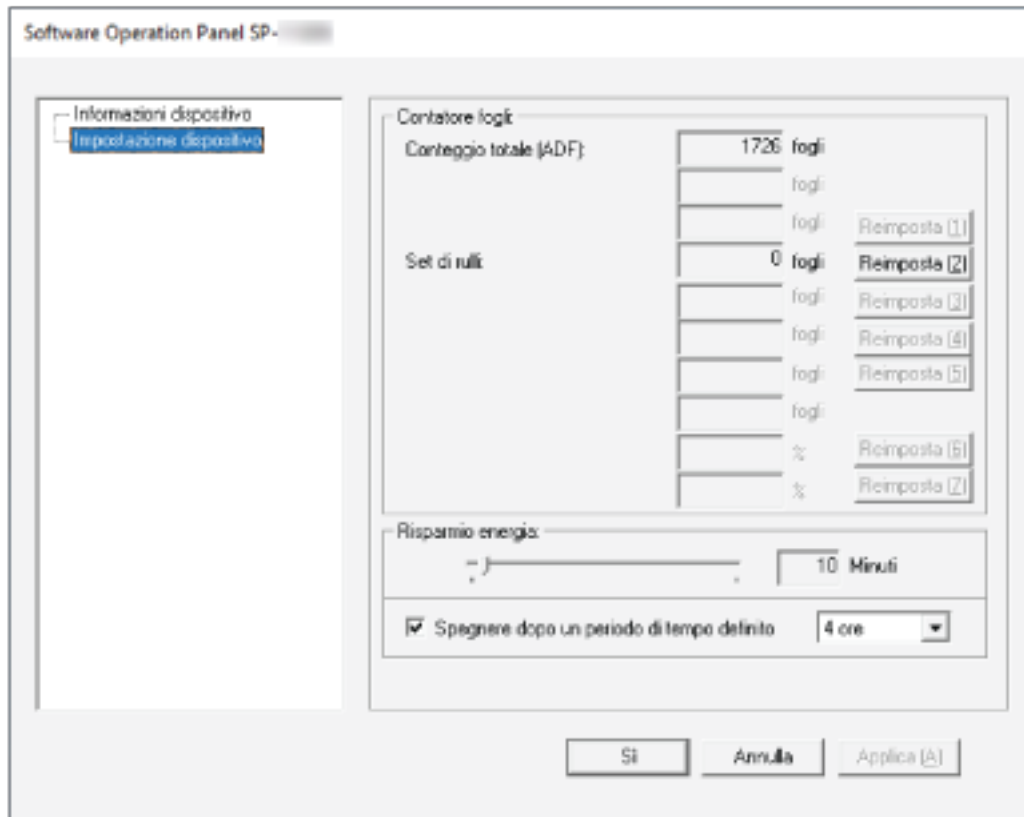 Software Operation Panel SP-
Informazioni dispositivo
Impostazione dispositivo
Contatore fogli:
Conteggio totale (ADF): 1726 fogli
fogli
fogli Reimposta (1)
Set di rulli: 0 fogli Reimposta (2)
fogli Reimposta (3)
fogli Reimposta (4)
fogli Reimposta (5)
fogli
% Reimposta (6)
% Reimposta (7)
Risparmio energia:
10 Minuti
Spegnere dopo un periodo di tempo definito 4 ore
Sì Annulla Applica (A)